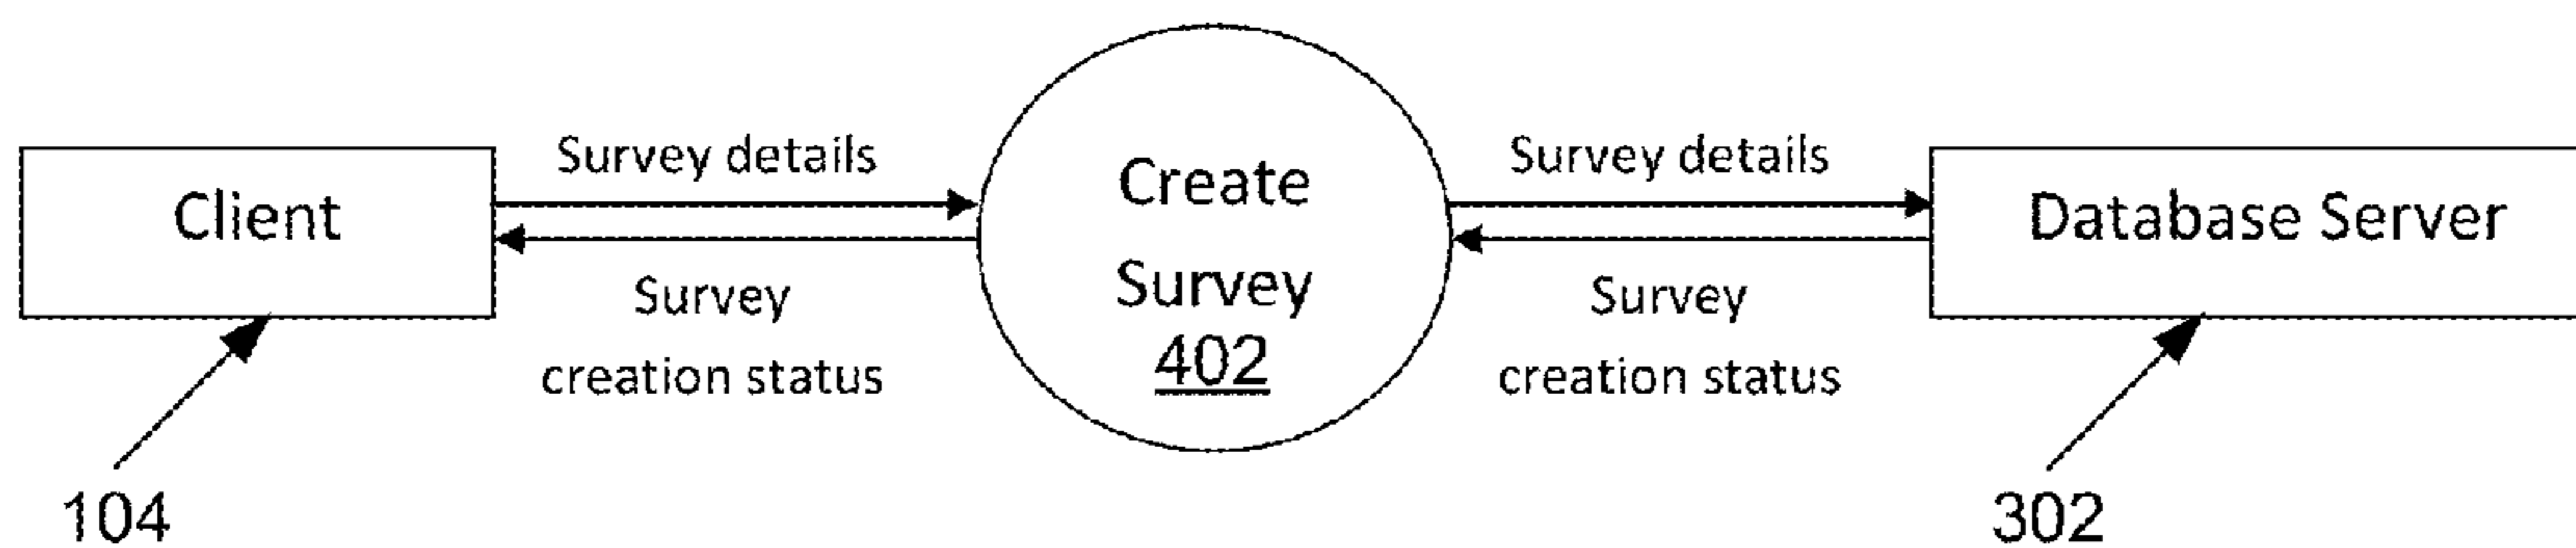 Client
Survey details
Survey
creation status
Create
Survey
402
Survey details
Survey
creation status
Database Server
104
302